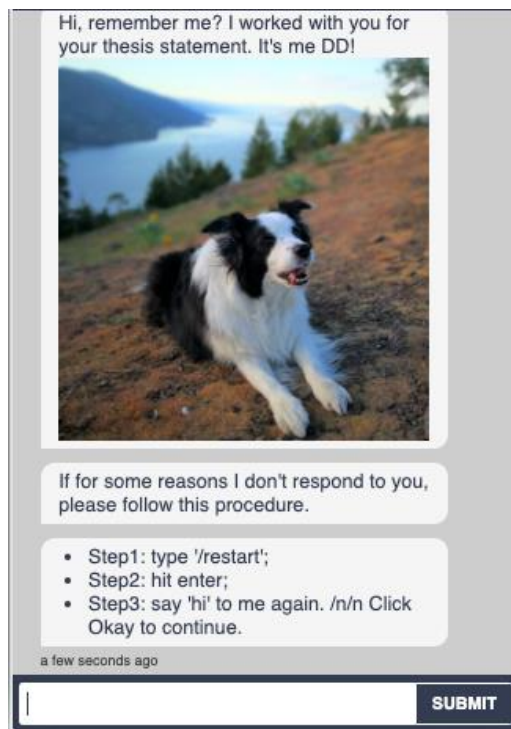 Hi, remember me? I worked with you for
your thesis statement. It's me DD!
If for some reasons I don't respond to you,
please follow this procedure.
• Step1: type '/restart';
• Step2: hit enter;
• Step3: say 'hi' to me again. /n/n Click
Okay to continue.
a few seconds ago
SUBMIT